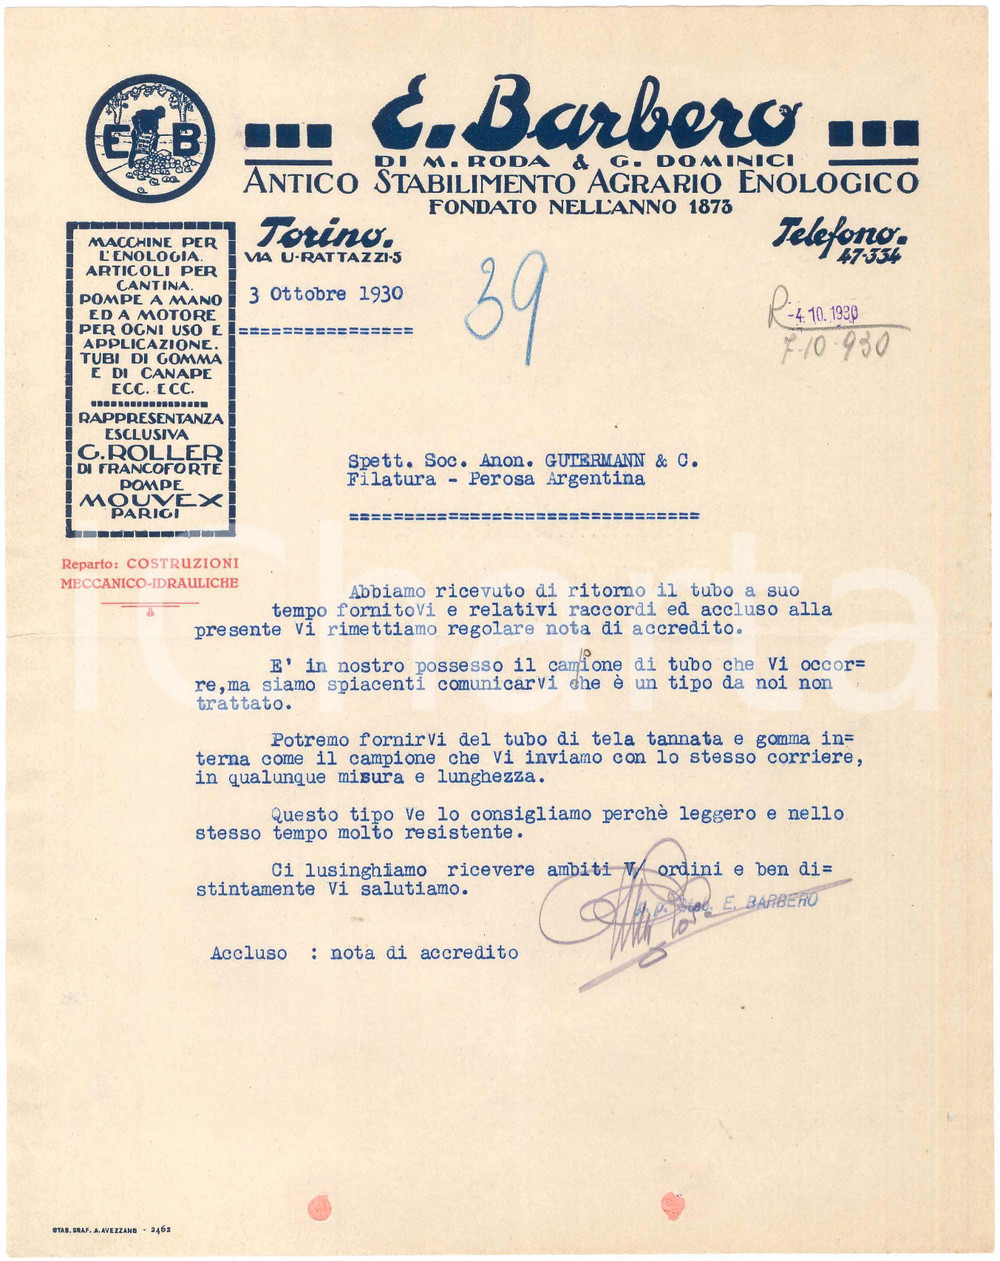 E B
E. Barbero
DI M. RODA & G. DOMINICI
ANTICO STABILIMENTO AGRARIO ENOLOGICO
FONDATO NELL'ANNO 1873
Torino.
VIA U. RATTAZZI-5
Telefono.
47-334
MACCHINE PER
L'ENOLOGIA.
ARTICOLI PER
CANTINA.
POMPE A MANO
ED A MOTORE
PER OGNI USO E
APPLICAZIONE.
TUBI DI GOMMA
E DI CANAPE
ECC. ECC.
RAPPRESENTANZA
ESCLUSIVA
G. ROLLER
DI FRANCOFORTE
POMPE
MOUVEX
PARIGI
Reparto: COSTRUZIONI
MECCANICO-IDRAULICHE
3 Ottobre 1930
=================
39
R -4.10.1930
7-10-930
Spett. Soc. Anon. GUTERMANN & C.
Filatura - Perosa Argentina
==================================
Abbiamo ricevuto di ritorno il tubo a suo
tempo fornitoVi e relativi raccordi ed accluso alla
presente Vi rimettiamo regolare nota di accredito.
E' in nostro possesso il campione di tubo che Vi occor=
re,ma siamo spiacenti comunicarVi che è un tipo da noi non
trattato.
Potremo fornirVi del tubo di tela tannata e gomma in=
terna come il campione che Vi inviamo con lo stesso corriere,
in qualunque misura e lunghezza.
Questo tipo Ve lo consigliamo perchè leggero e nello
stesso tempo molto resistente.
Ci lusinghiamo ricevere ambiti V/ ordini e ben di=
stintamente Vi salutiamo.
p. p. Stab. E. BARBERO
Accluso : nota di accredito
STAB. GRAF. A. AVEZZANO - 2462
iCharta